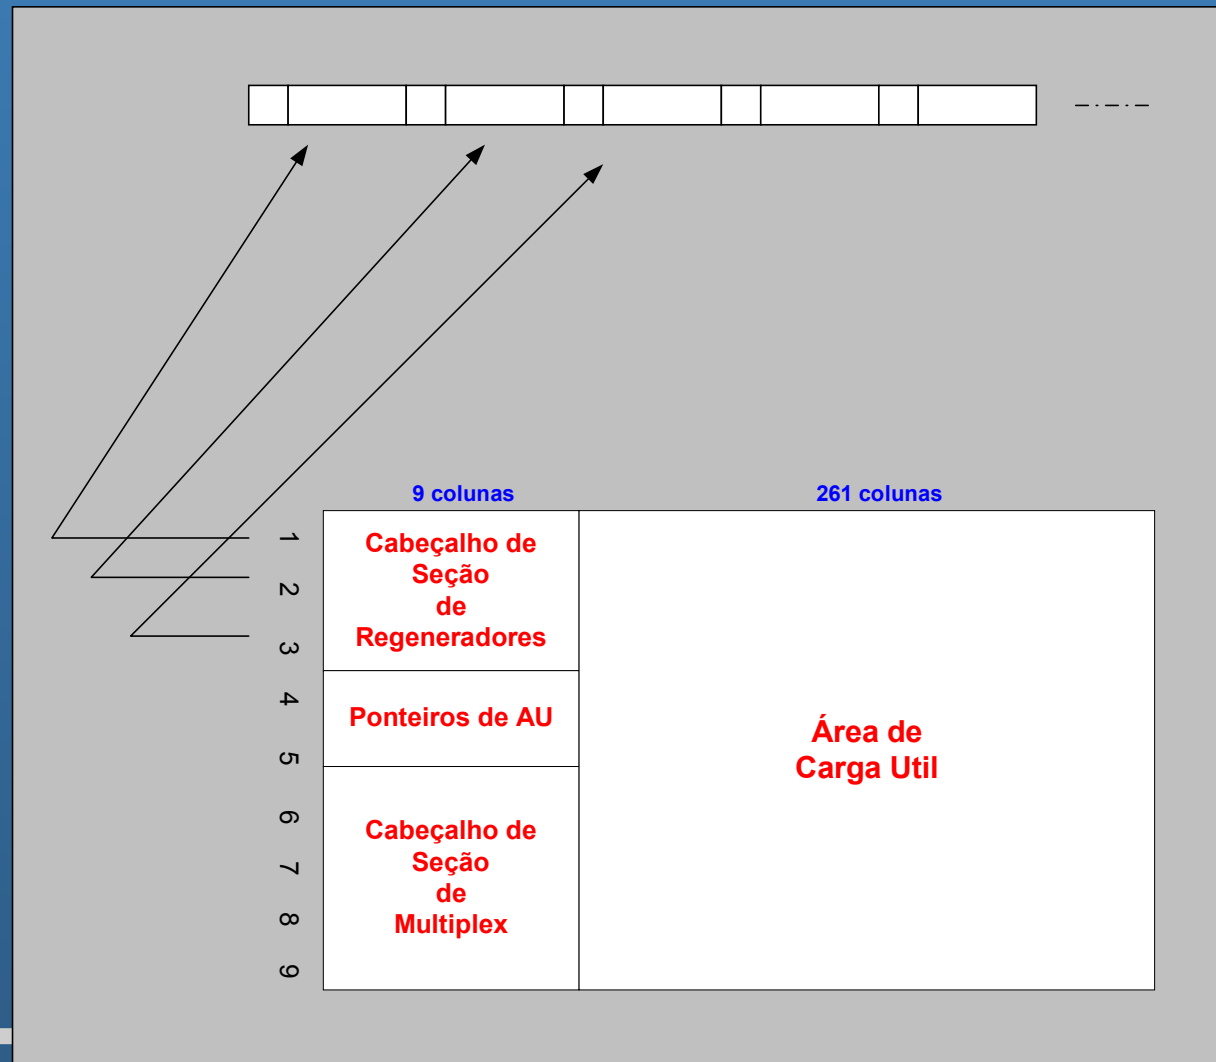 9 colunas
261 colunas
1
2
3
4
5
6
7
8
9
Cabeçalho de
Seção
de
Regeneradores
Ponteiros de AU
Cabeçalho de
Seção
de
Multiplex
Área de
Carga Util